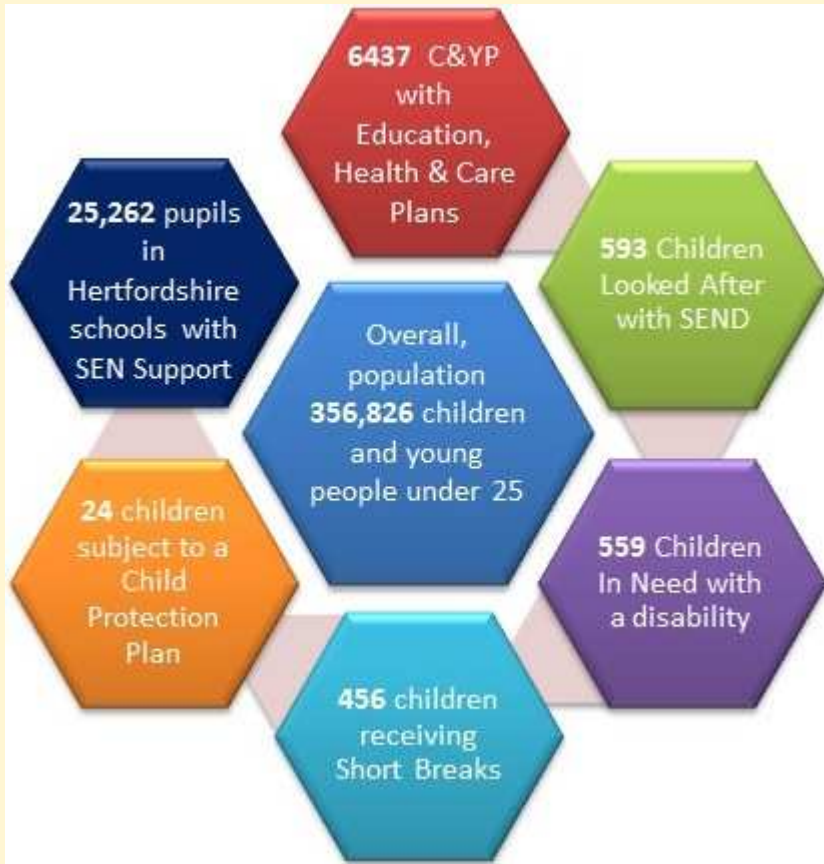 6437 C&YP
with
Education,
Health & Care
Plans
25,262 pupils
in
Hertfordshire
schools with
SEN Support
593 Children
Looked After
with SEND
Overall,
population
356,826 children
and young
people under 25
24 children
subject to a
Child
Protection
Plan
559 Children
In Need with
a disability
456 children
receiving
Short Breaks